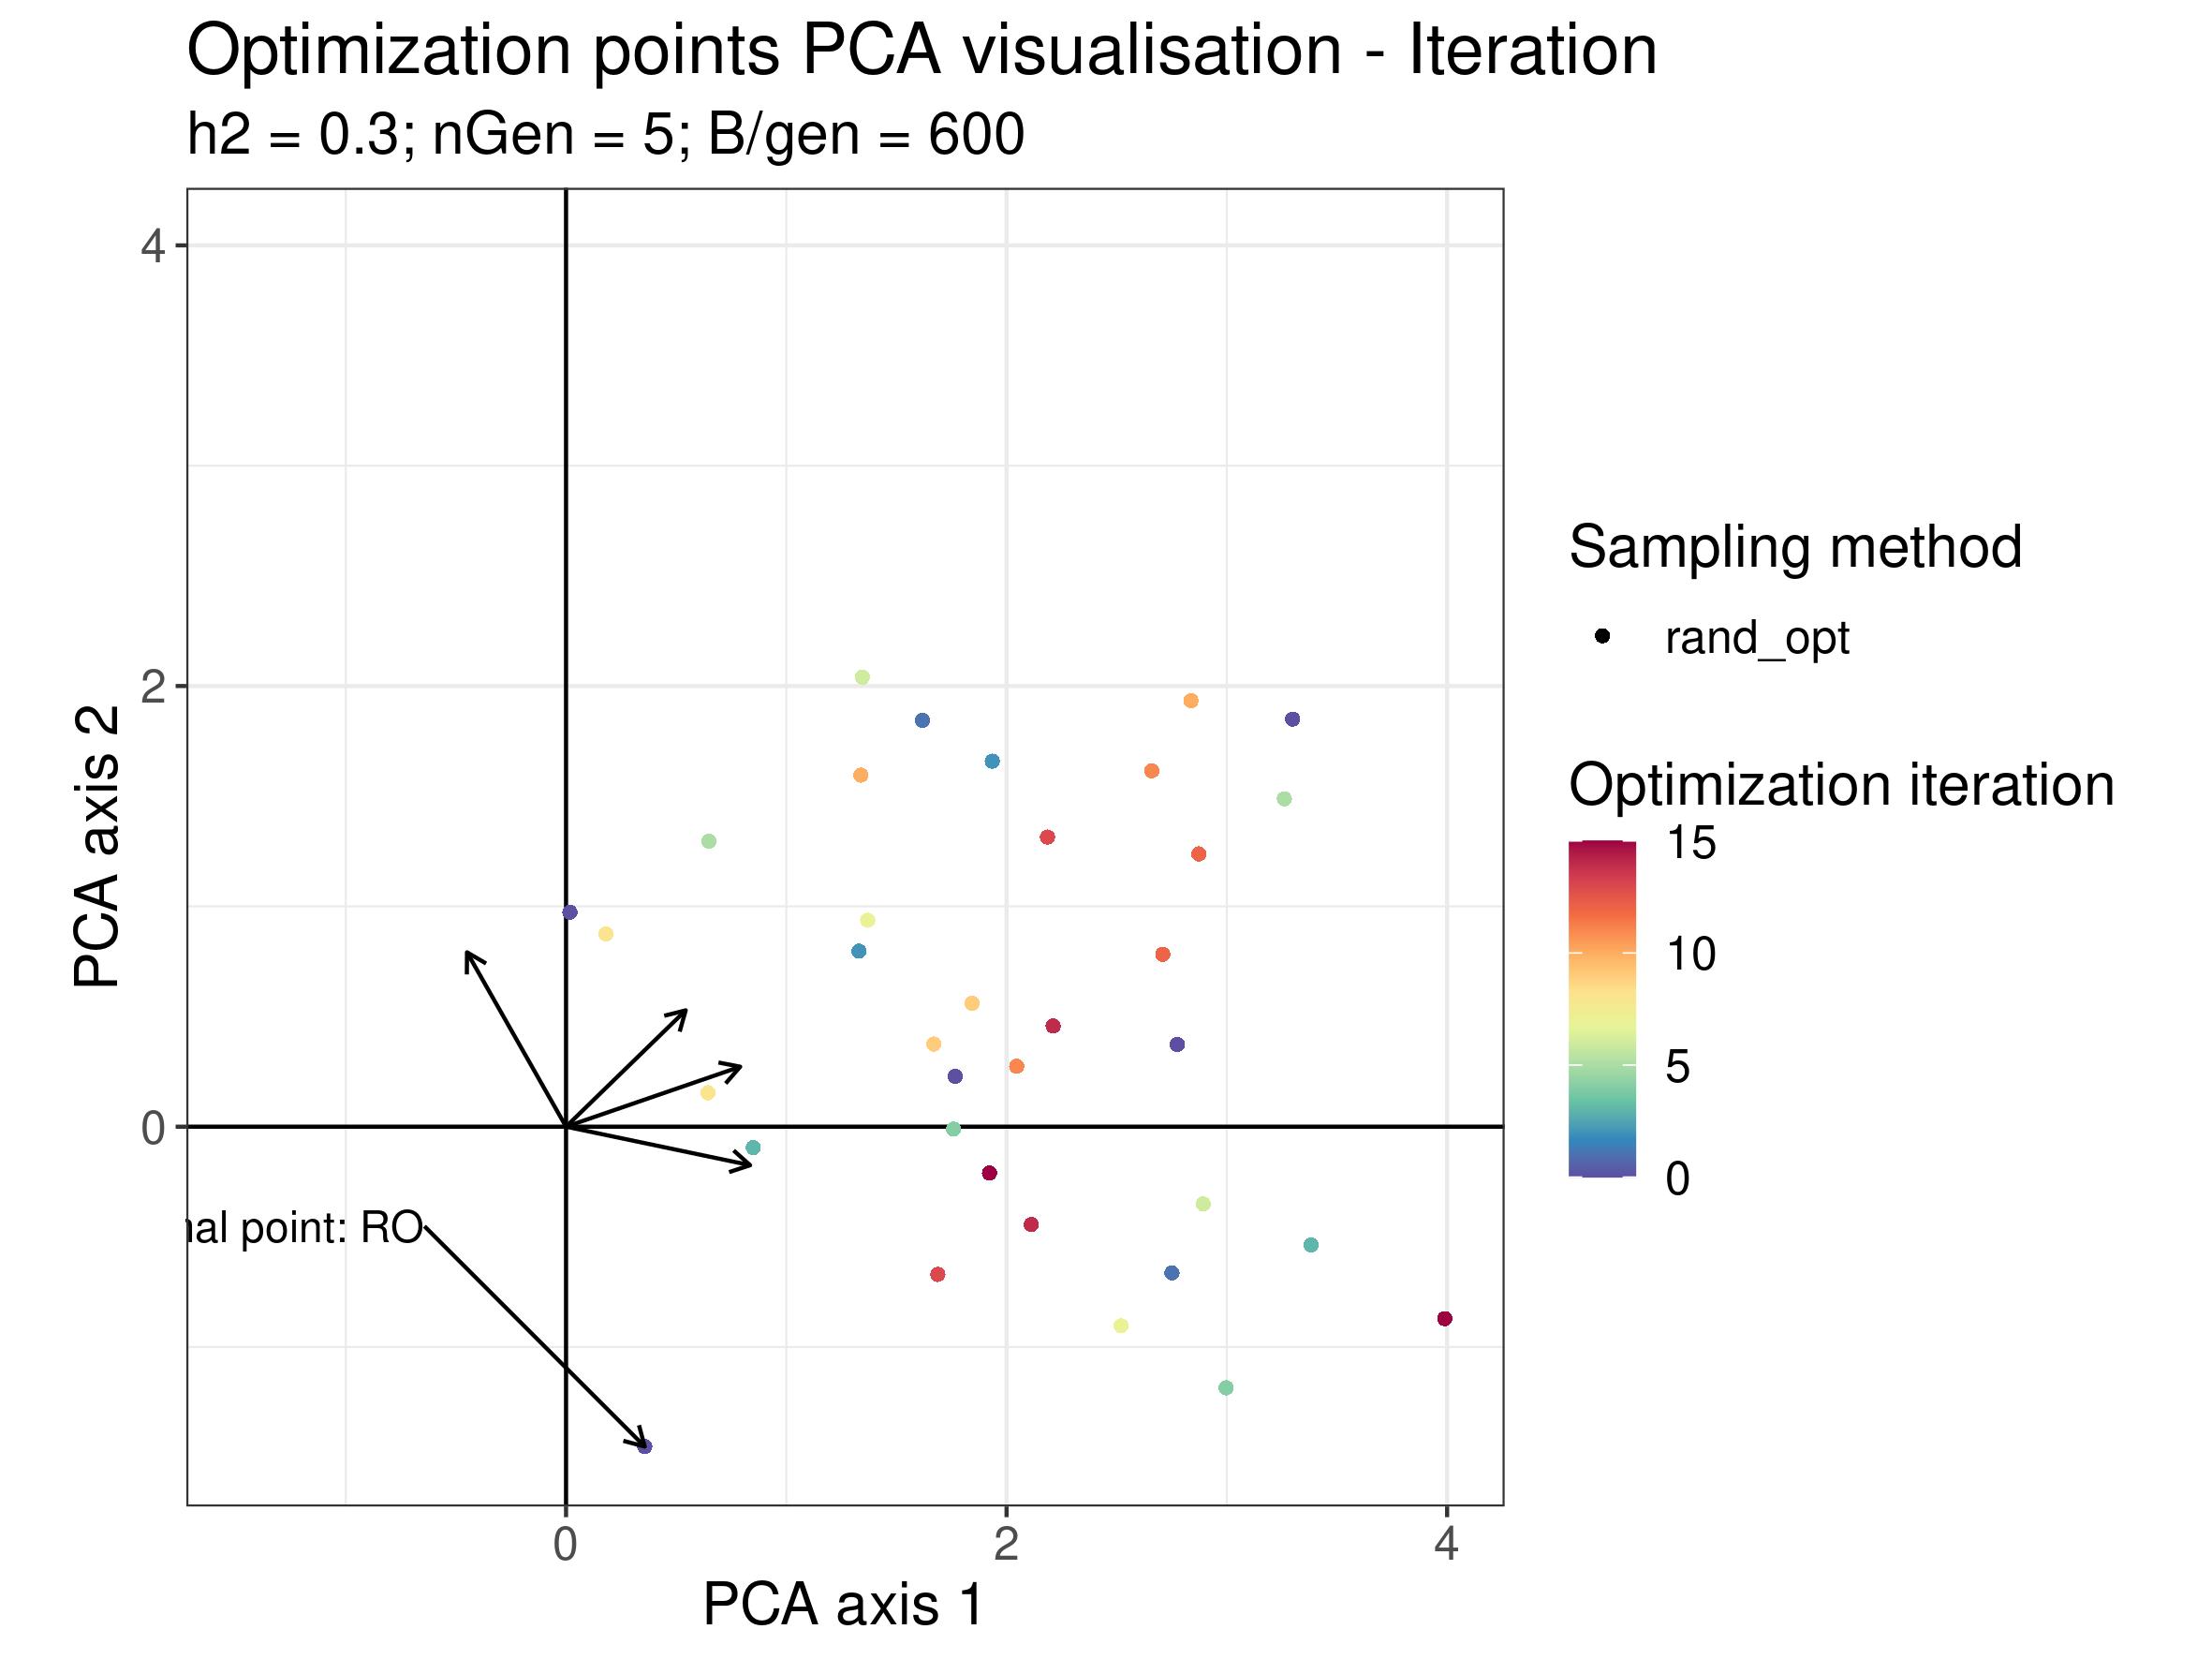 Optimization points PCA visualisation - Iteration
h2 = 0.3; nGen = 5; B/gen = 600
4
2
0
PCA axis 2
point: RO
0
2
4
PCA axis 1
Sampling method
rand_opt
Optimization iteration
15
10
5
0